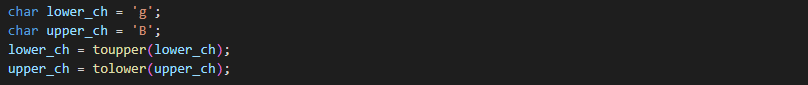 char lower_ch = 'g';
char upper_ch = 'B';
lower_ch = toupper(lower_ch);
upper_ch = tolower(upper_ch);